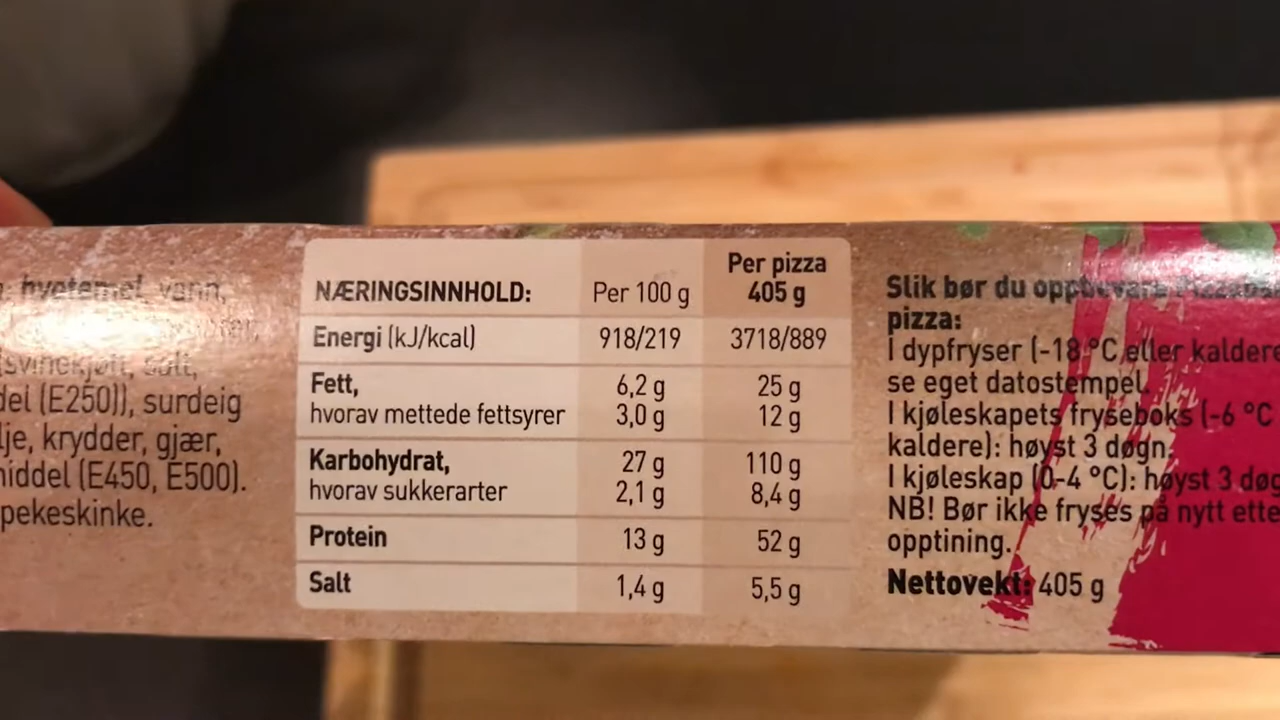 hvetemel, vann,
(svinekjøtt, salt,
del (E250)), surdeig
lje, krydder, gjær,
middel (E450, E500).
pekeskinke.
NÆRINGSINNHOLD: Per 100 g Per pizza 405 g
Energi (kJ/kcal) 918/219 3718/889
Fett, 6,2 g 25 g
hvorav mettede fettsyrer 3,0 g 12 g
Karbohydrat, 27 g 110 g
hvorav sukkerarter 2,1 g 8,4 g
Protein 13 g 52 g
Salt 1,4 g 5,5 g
Slik bør du oppbevare
pizza:
I dypfryser (-18 °C eller kaldere
se eget datostempel.
I kjøleskapets fryseboks (-6 °C
kaldere): høyst 3 døgn.
I kjøleskap (0-4 °C): høyst 3 døg
NB! Bør ikke fryses på nytt ette
opptining.
Nettovekt: 405 g